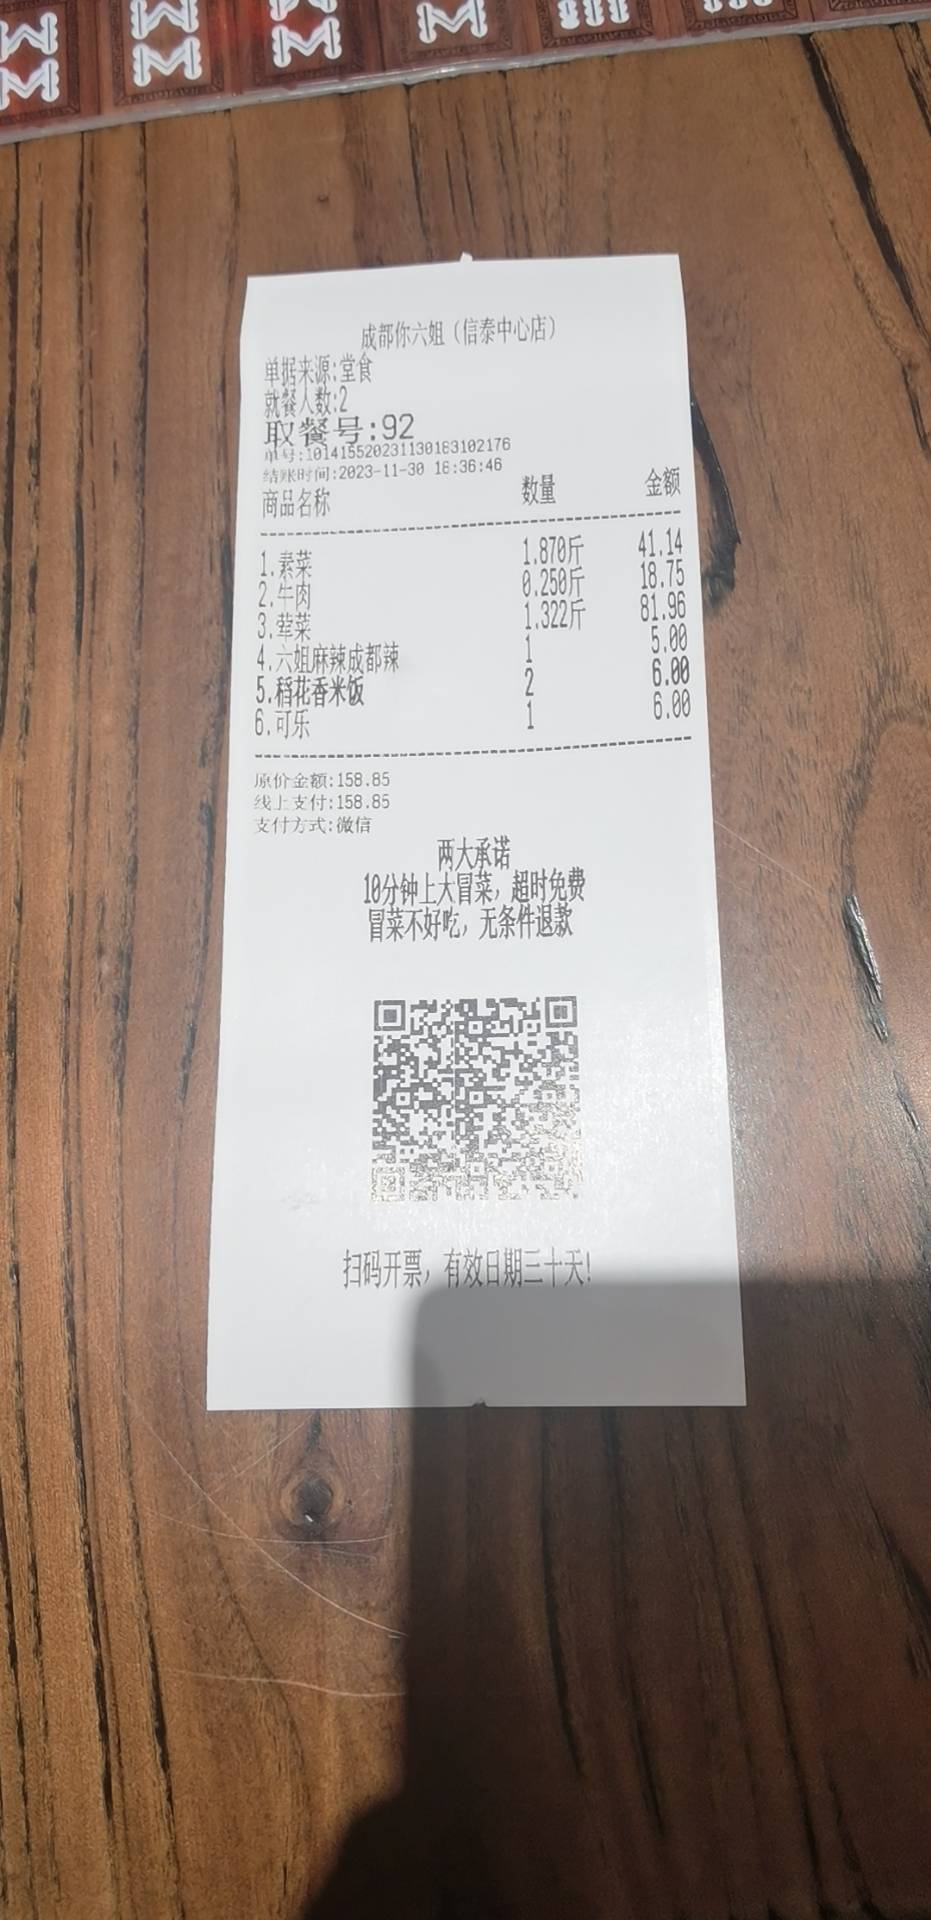 成都你六姐（信泰中心店）
单据来源:堂食
就餐人数:2
取餐号:92
单号:101415520231130183102176
结账时间:2023-11-30 18:36:46
商品名称 数量 金额
1.素菜 1.870斤 41.14
2.牛肉 0.250斤 18.75
3.荤菜 1.322斤 81.96
4.六姐麻辣成都辣 1 5.00
5.稻花香米饭 2 6.00
6.可乐 1 6.00
原价金额:158.85
线上支付:158.85
支付方式:微信
两大承诺
10分钟上大冒菜，超时免费
冒菜不好吃，无条件退款
扫码开票，有效日期三十天!